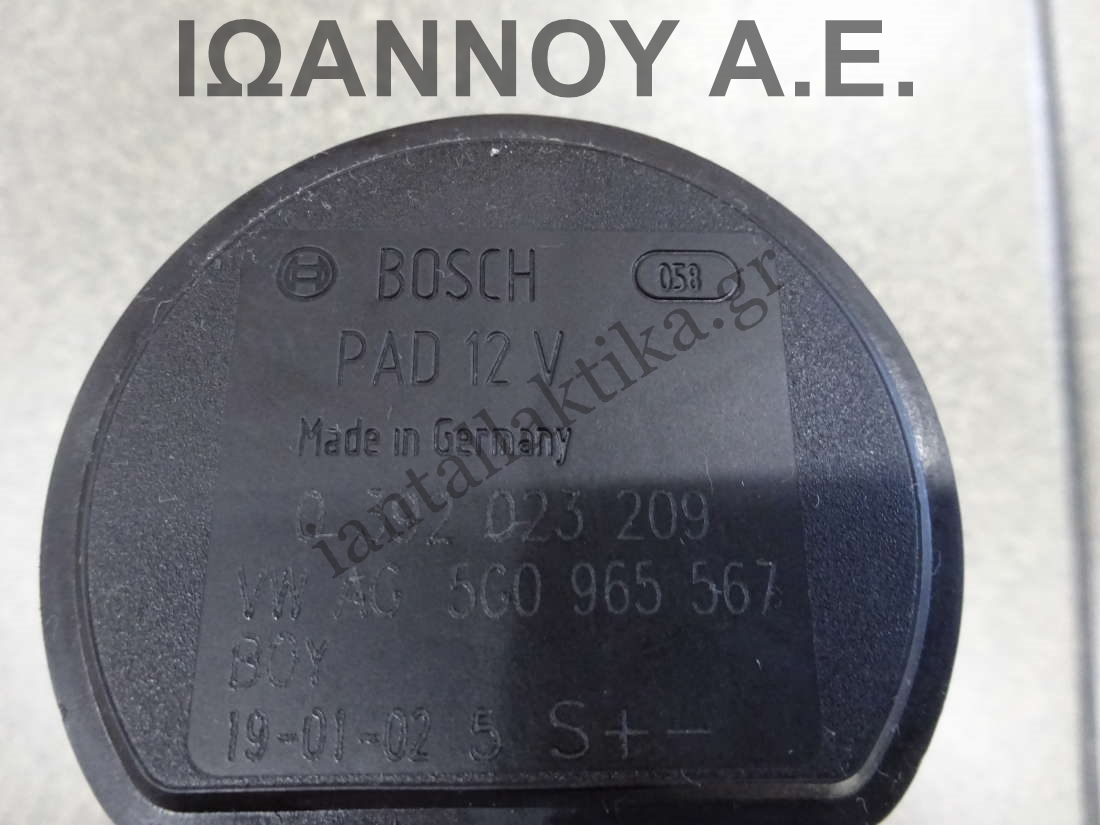 ΙΩΑΝΝΟΥ Α.Ε.
BOSCH 058
PAD 12 V
Made in Germany
023 209
VW AG 5G0 965 567
BOY
19-01-02 5 S + -
iantallaktika.gr